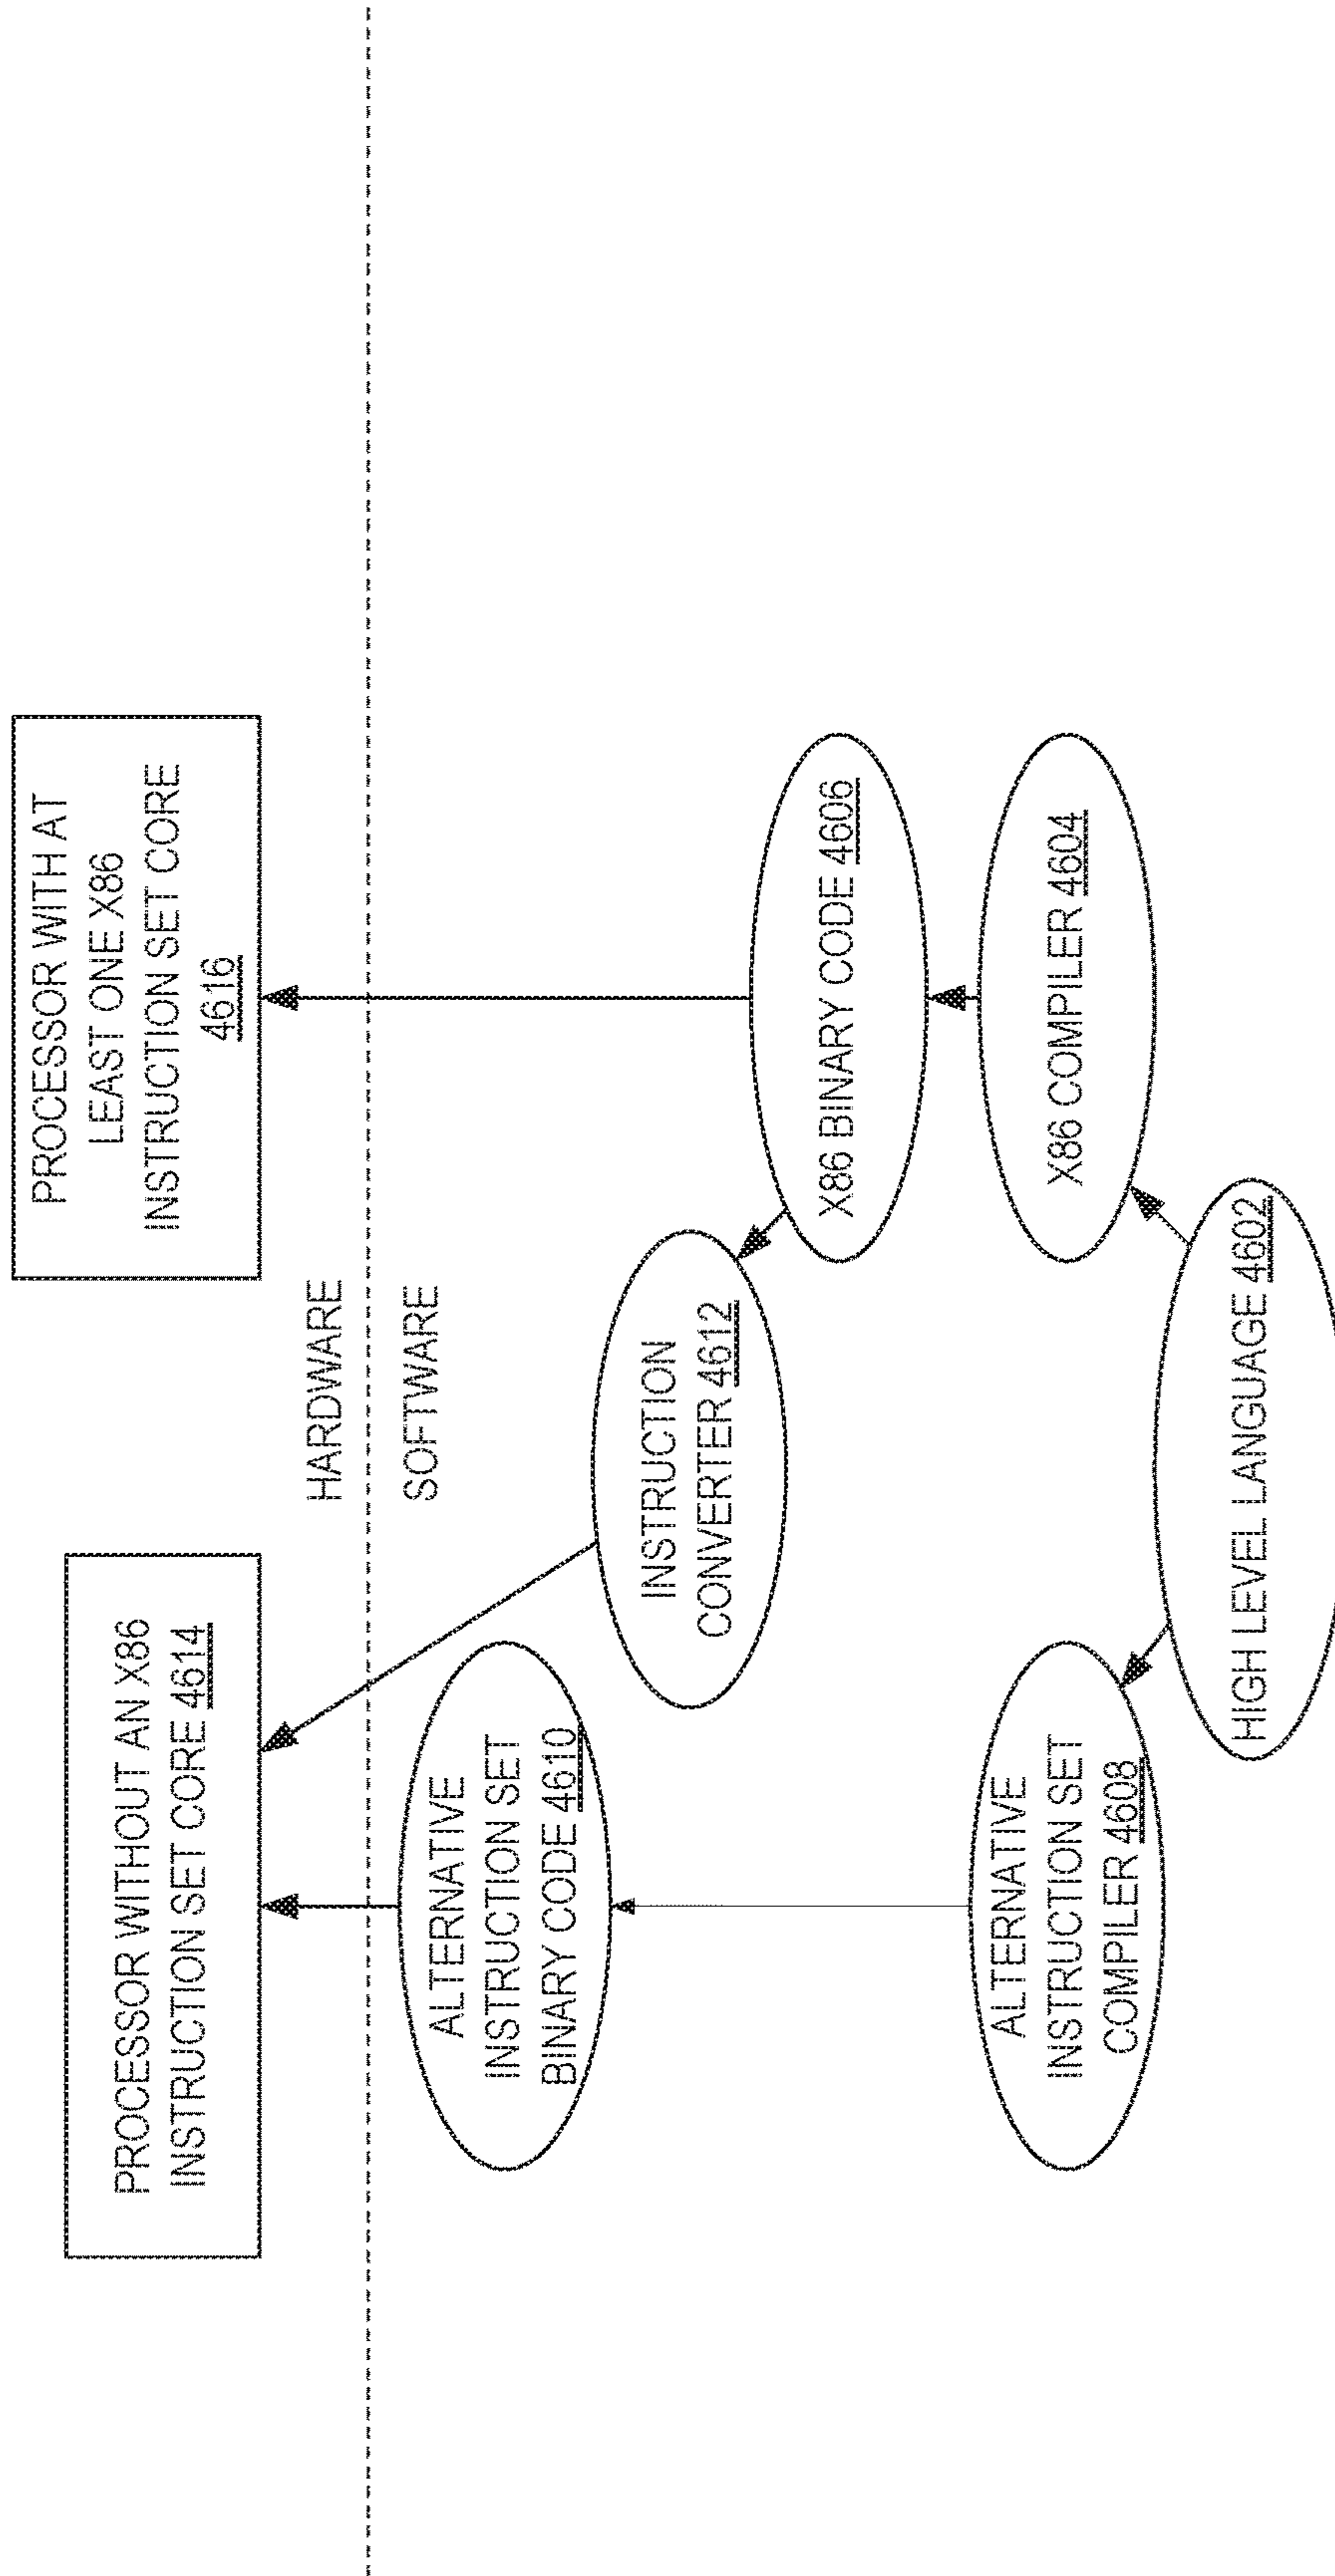 PROCESSOR WITHOUT AN X86
INSTRUCTION SET CORE 4614
PROCESSOR WITH AT
LEAST ONE X86
INSTRUCTION SET CORE
4616
HARDWARE
SOFTWARE
ALTERNATIVE
INSTRUCTION SET
BINARY CODE 4610
INSTRUCTION
CONVERTER 4612
X86 BINARY CODE 4606
ALTERNATIVE
INSTRUCTION SET
COMPILER 4608
X86 COMPILER 4604
HIGH LEVEL LANGUAGE 4602